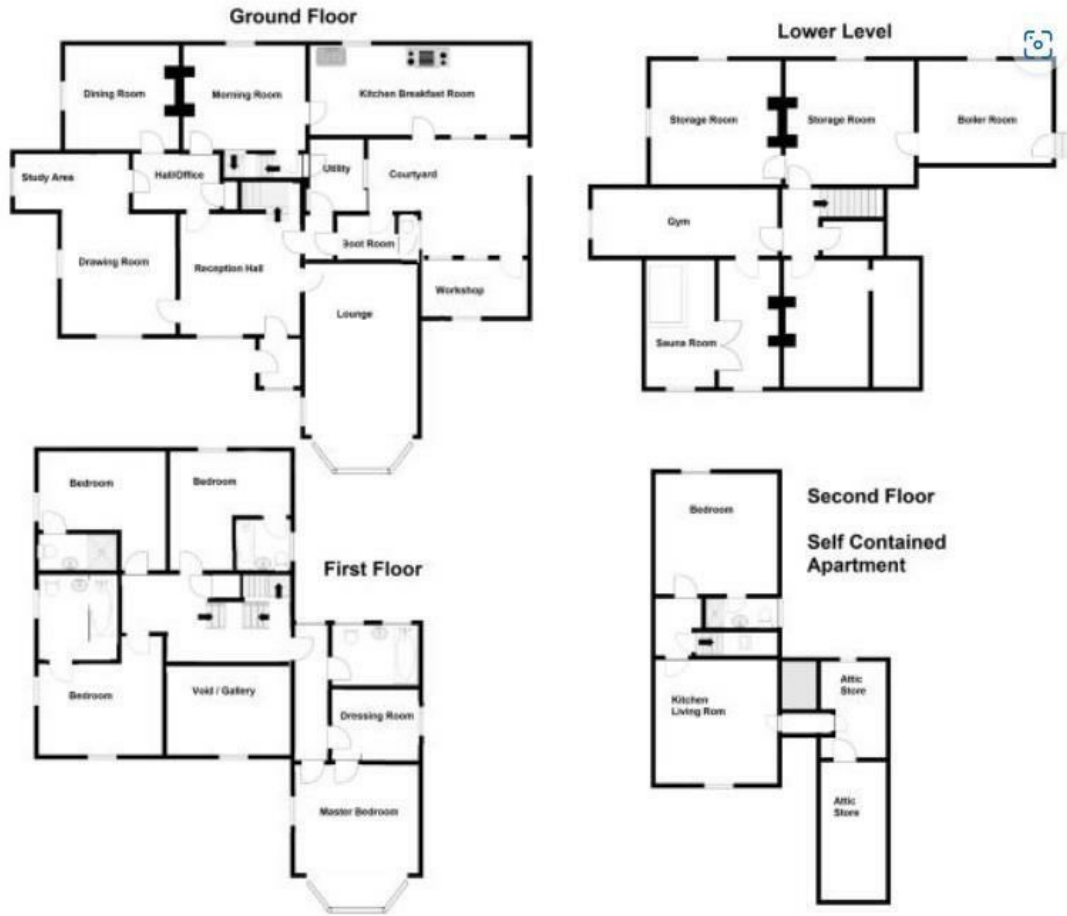 Ground Floor
Dining Room
Morning Room
Kitchen Breakfast Room
Study Area
Hall/Office
Utility
Courtyard
Drawing Room
Reception Hall
Boot Room
Workshop
Lounge
Lower Level
Storage Room
Storage Room
Boiler Room
Gym
Sauna Room
First Floor
Bedroom
Bedroom
Bedroom
Void / Gallery
Dressing Room
Master Bedroom
Second Floor
Self Contained
Apartment
Bedroom
Kitchen
Living Rom
Attic
Store
Attic
Store